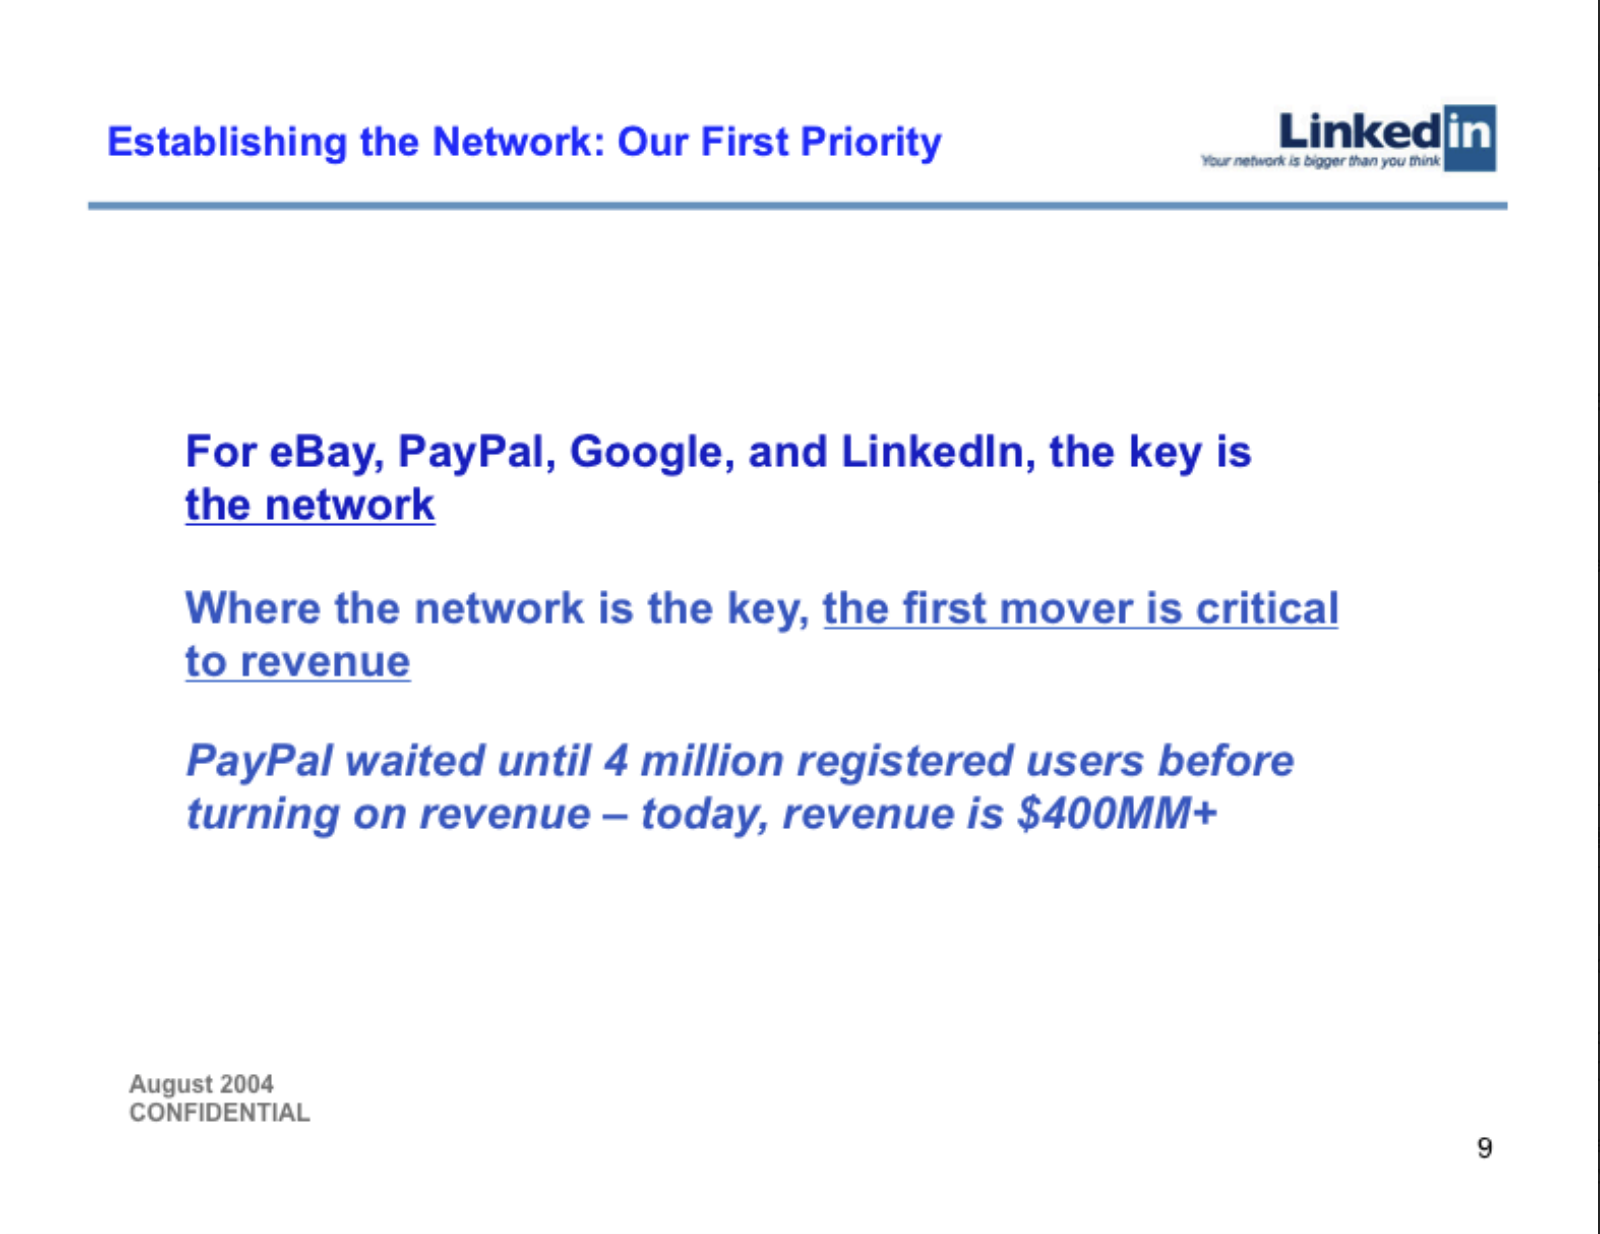 Establishing the Network: Our First Priority
Linkedin
Your network is bigger than you think
For eBay, PayPal, Google, and LinkedIn, the key is
the network
Where the network is the key, the first mover is critical
to revenue
PayPal waited until 4 million registered users before
turning on revenue – today, revenue is $400MM+
August 2004
CONFIDENTIAL
9